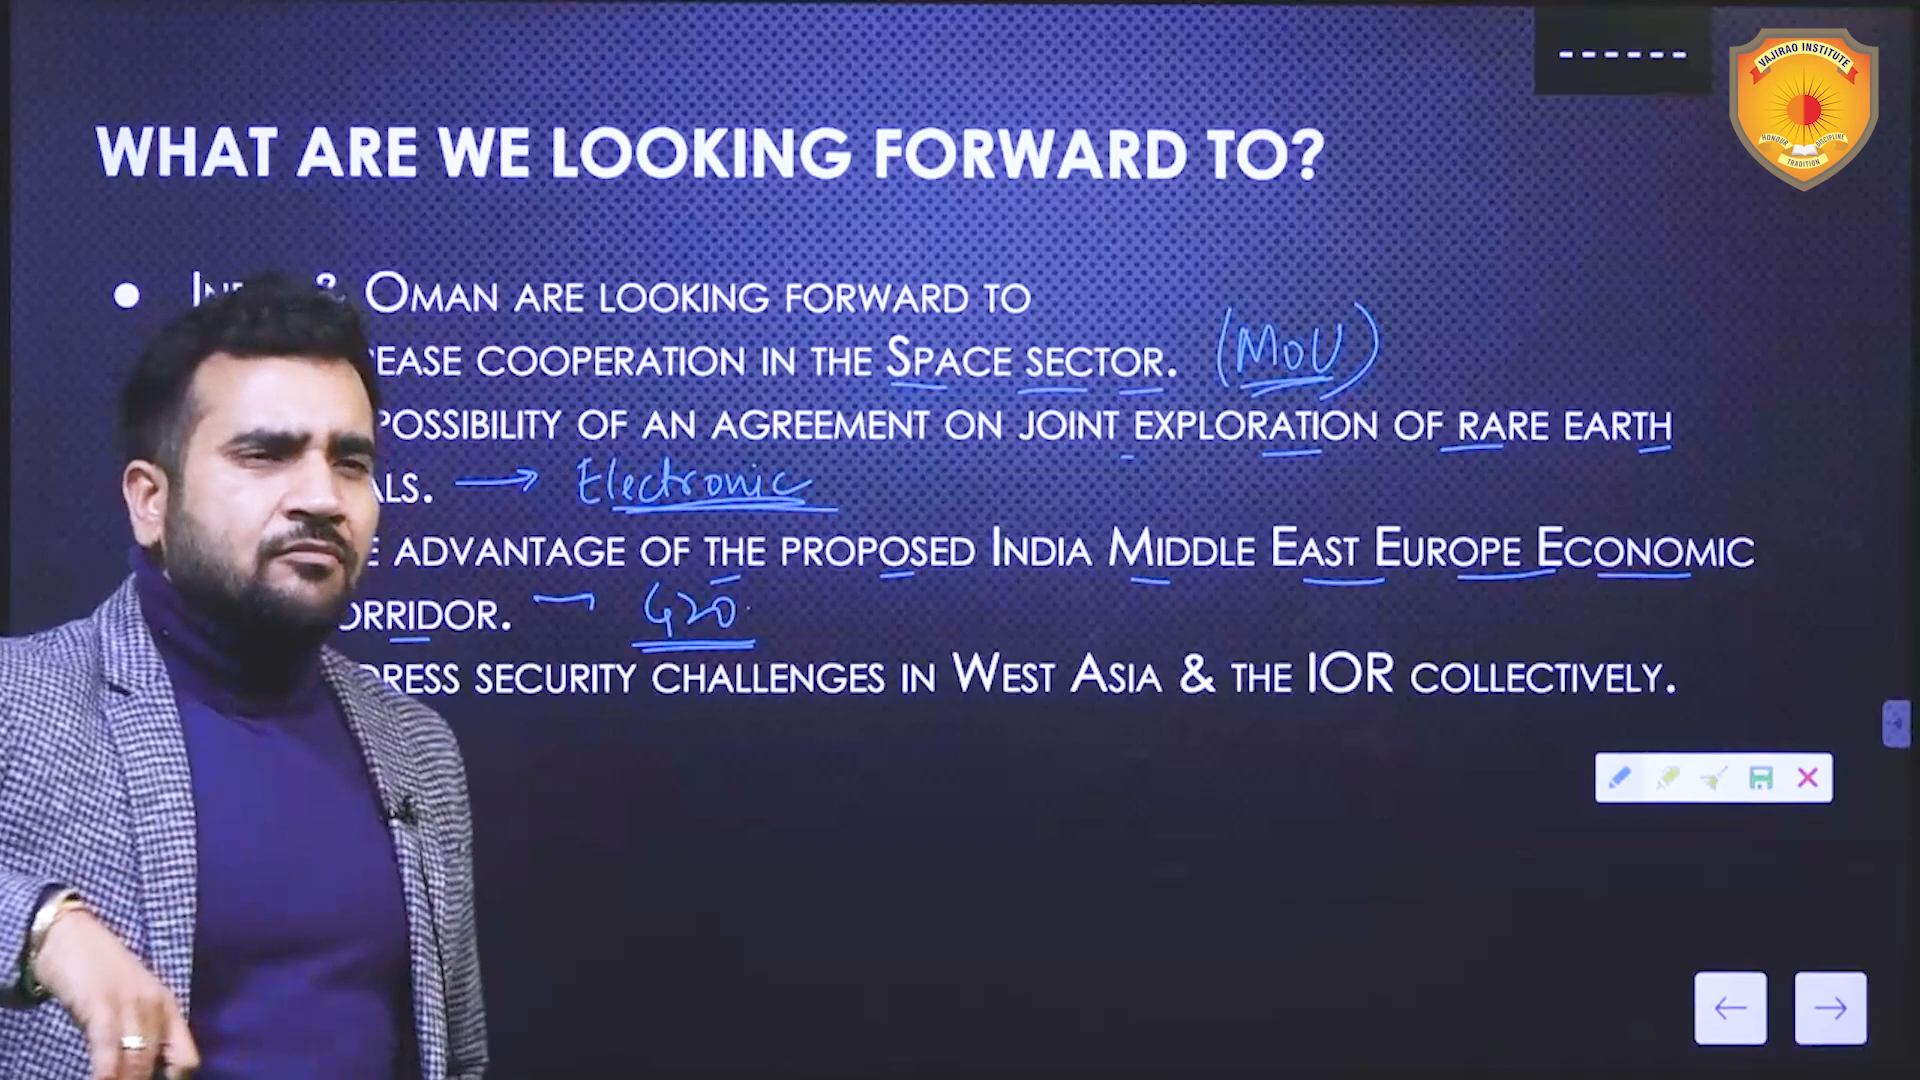 VAJIRAO INSTITUTE
HONOUR DISCIPLINE
TRADITION
WHAT ARE WE LOOKING FORWARD TO?
& OMAN ARE LOOKING FORWARD TO
EASE COOPERATION IN THE SPACE SECTOR. (MoU)
POSSIBILITY OF AN AGREEMENT ON JOINT EXPLORATION OF RARE EARTH
ALS. → Electronic
E ADVANTAGE OF THE PROPOSED INDIA MIDDLE EAST EUROPE ECONOMIC
ORRIDOR. — G20
DRESS SECURITY CHALLENGES IN WEST ASIA & THE IOR COLLECTIVELY.